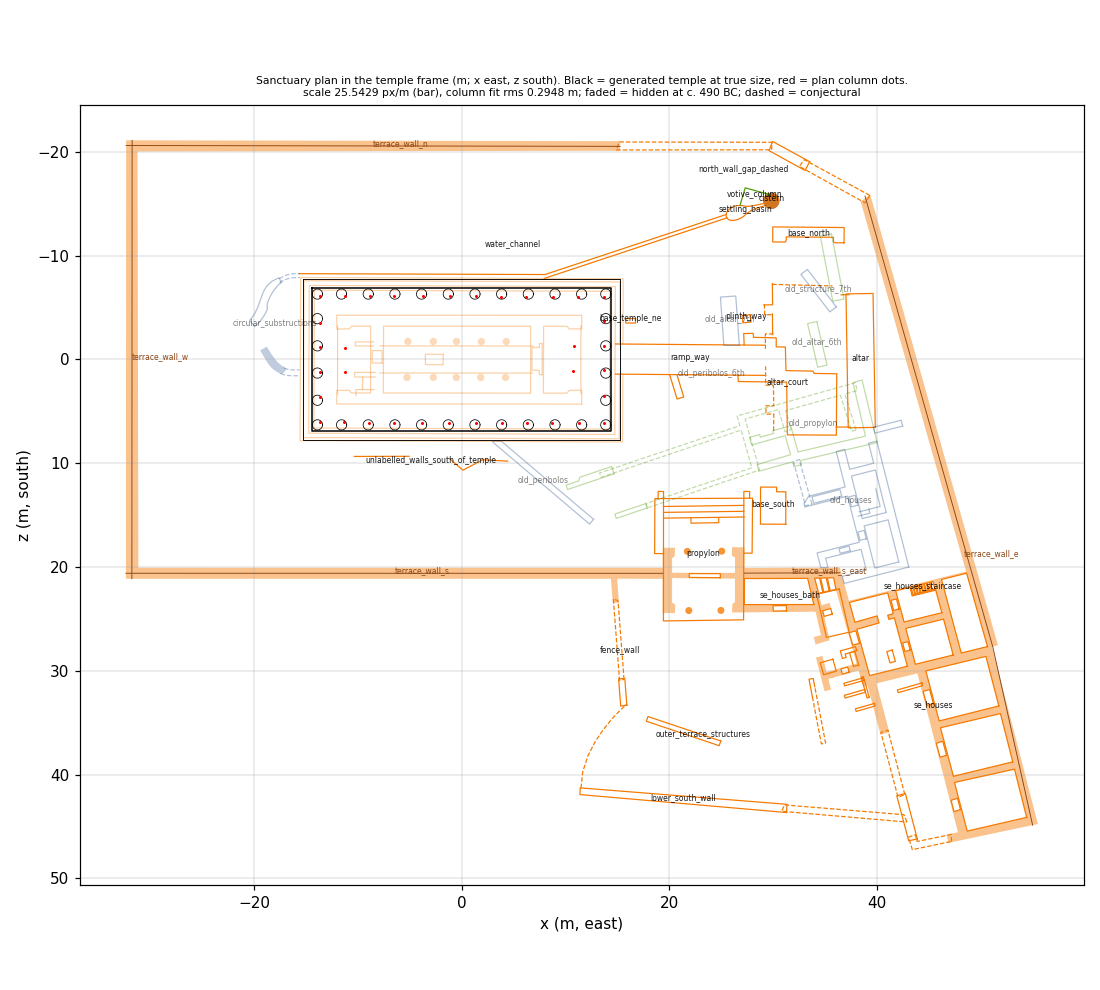 Sanctuary plan in the temple frame (m; x east, z south). Black = generated temple at true size, red = plan column dots.
scale 25.5429 px/m (bar), column fit rms 0.2948 m; faded = hidden at c. 490 BC; dashed = conjectural
−20
−10
0
10
20
30
40
50
z (m, south)
−20
0
20
40
x (m, east)
terrace_wall_n
north_wall_gap_dashed
votive_column
cistern
settling_basin
base_north
water_channel
old_structure_7th
circular_substructions
base_temple_ne
plinth_way
old_altar_6th
terrace_wall_w
ramp_way
altar
old_peribolos_6th
altar_court
old_propylon
unlabelled_walls_south_of_temple
old_peribolos
base_south
old_houses
propylon
terrace_wall_e
terrace_wall_s
terrace_wall_s_east
se_houses_staircase
se_houses_bath
fence_wall
se_houses
outer_terrace_structures
lower_south_wall